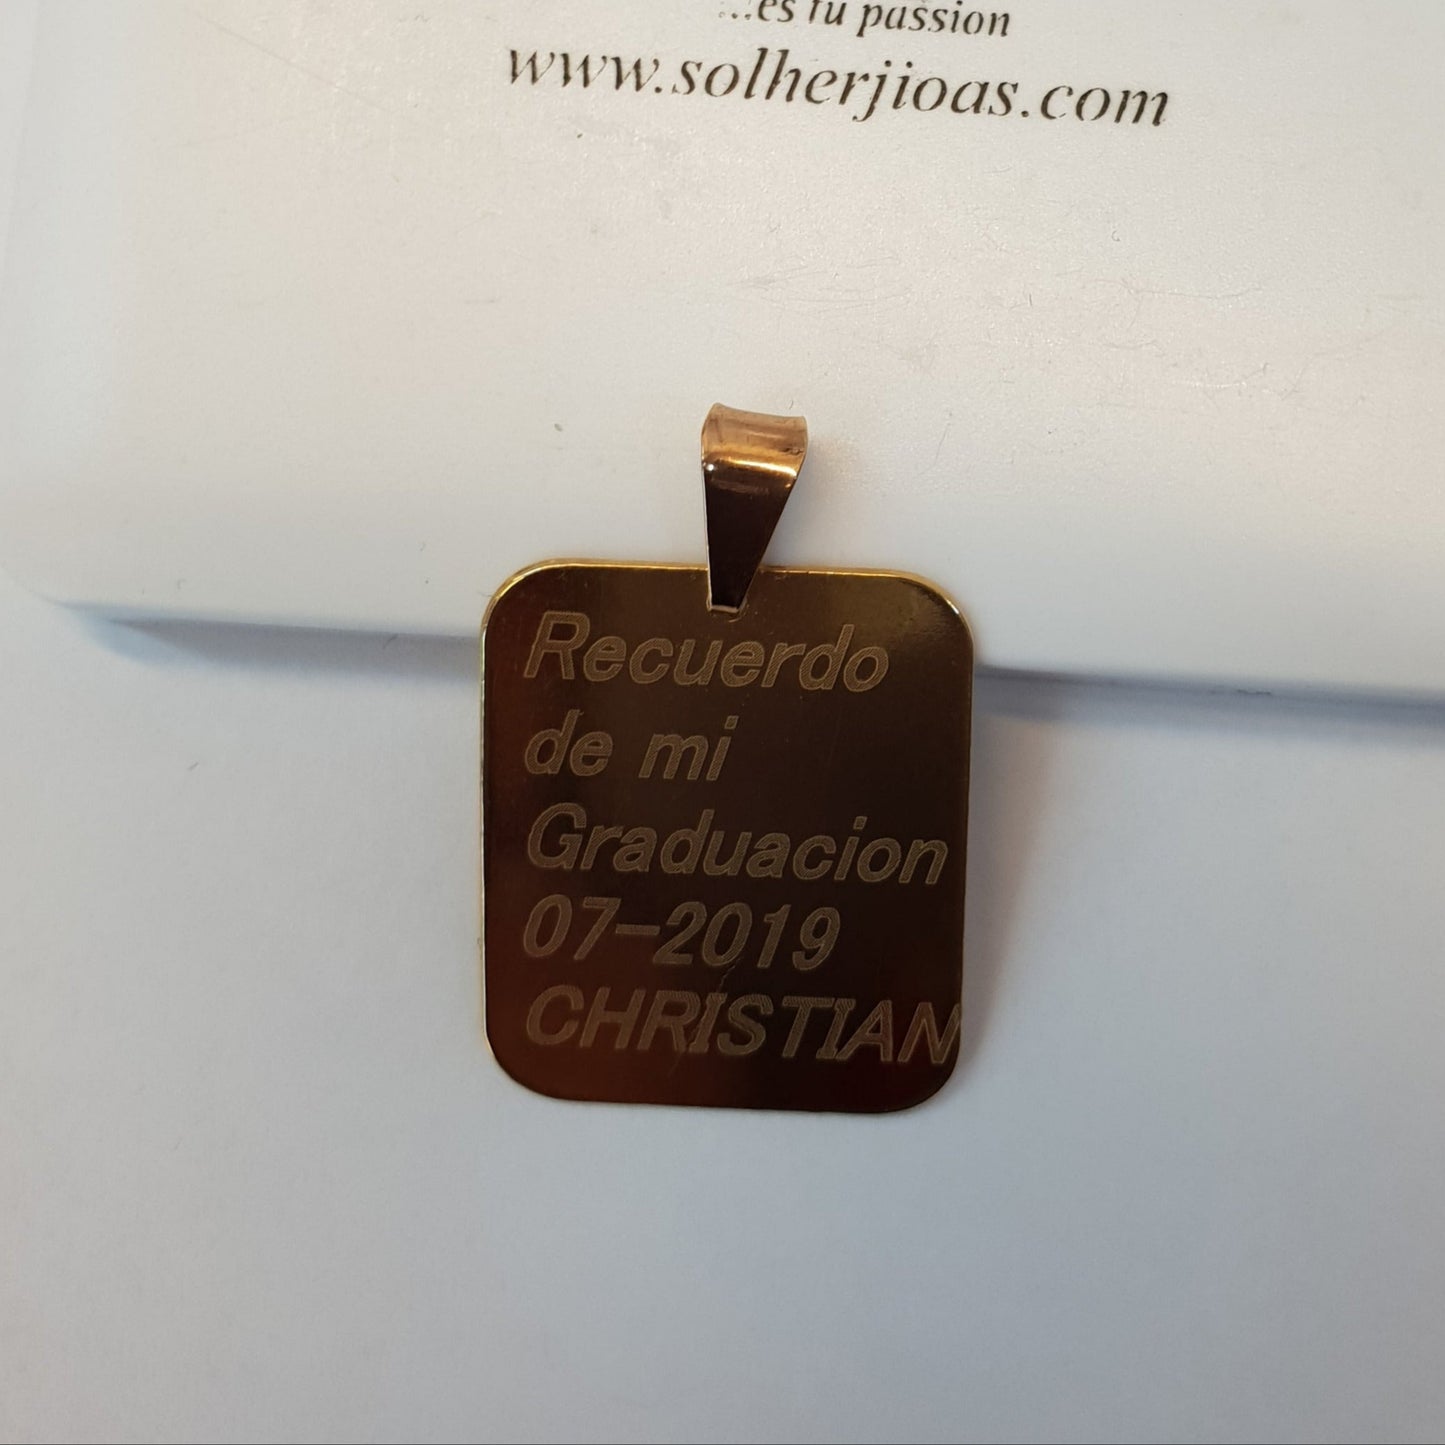 ...es tu passion
www.solherjioas.com
Recuerdo
de mi
Graduacion
07-2019
CHRISTIAN